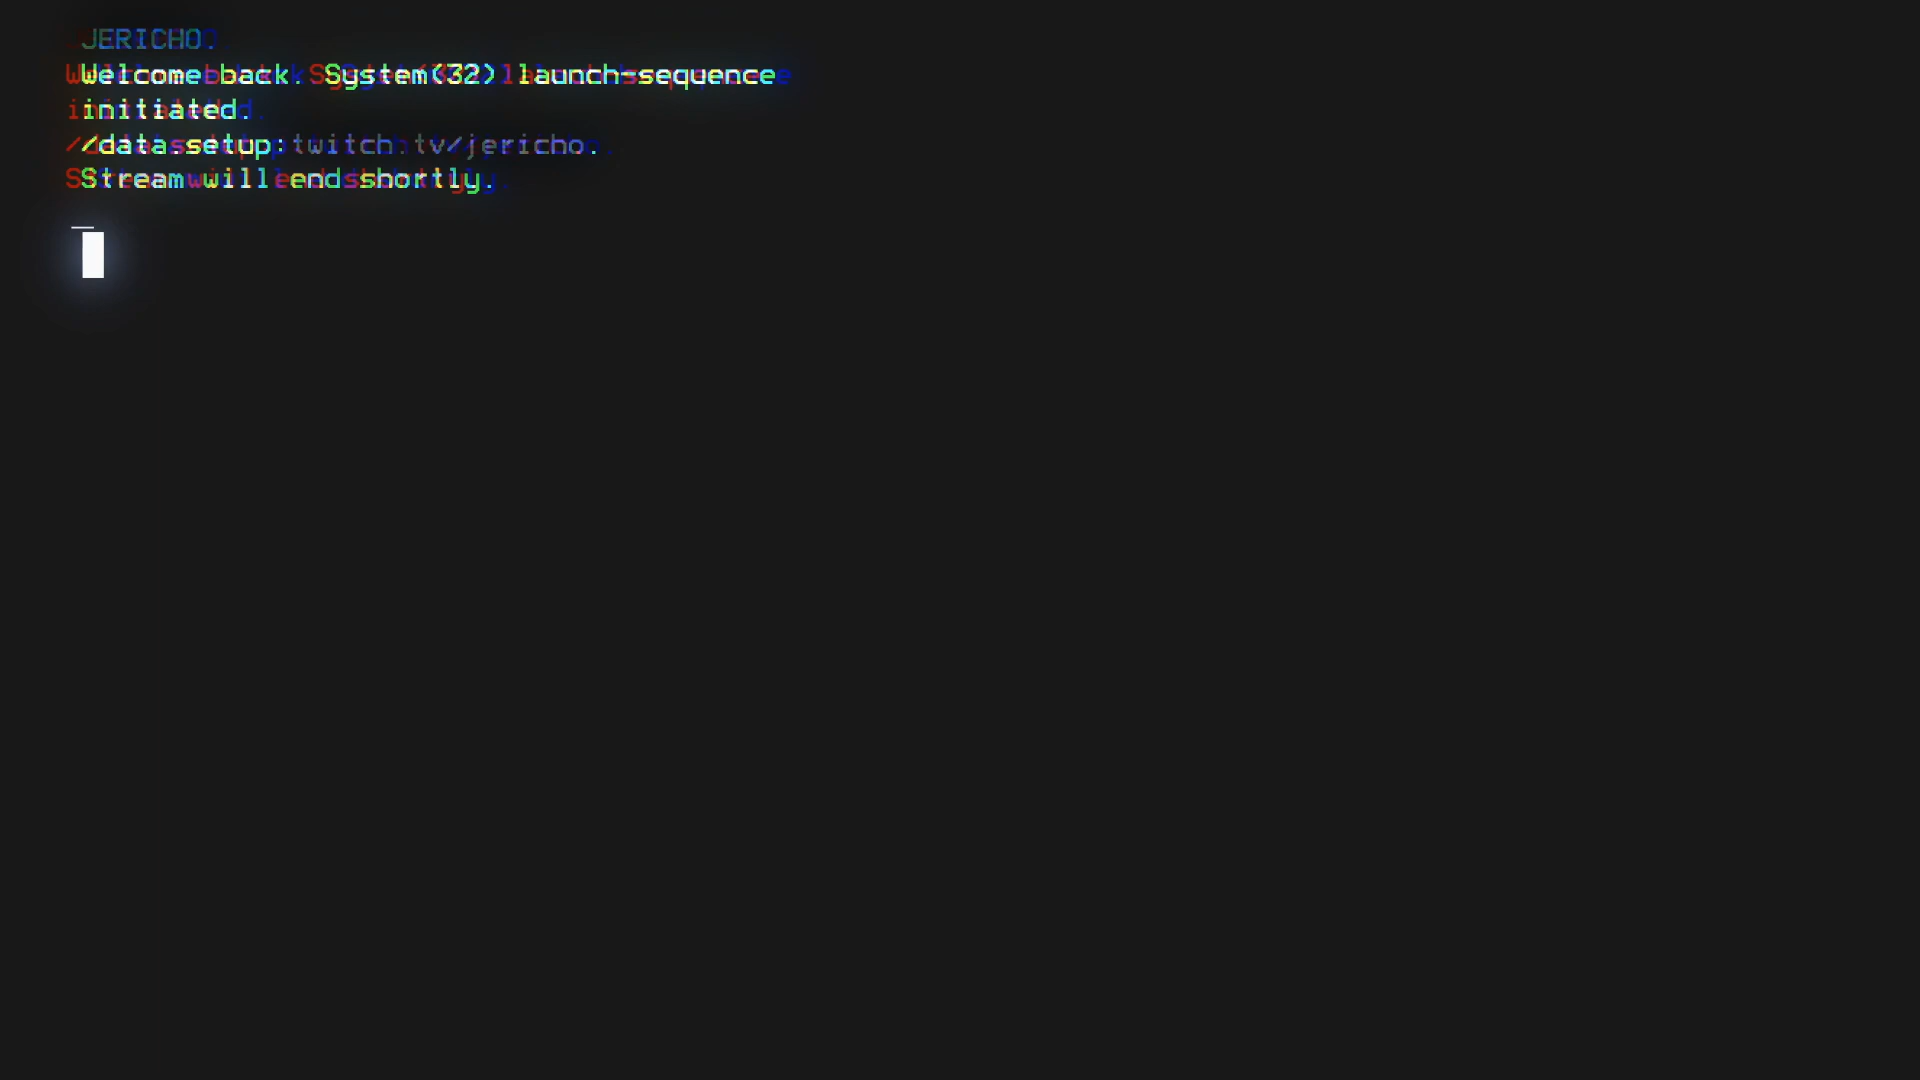 JERICHO.
Welcome back. System(32) launch-sequence
initiated.
//data.setup:twitch.tv/jericho.
Stream will end shortly.
_